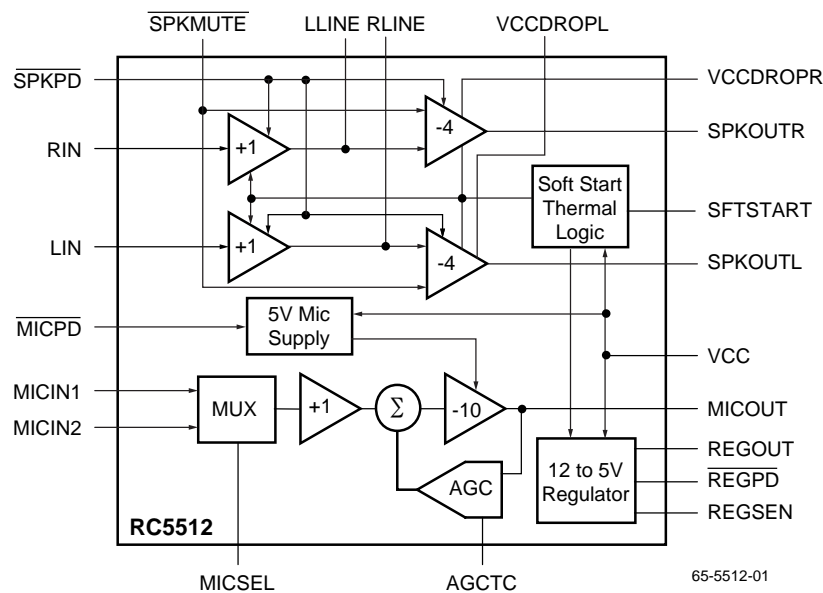 SPKMUTE LLINE RLINE VCCDROPL
SPKPD
VCCDROPR
-4
SPKOUTR
RIN
+1
Soft Start
Thermal
Logic
SFTSTART
LIN
+1
-4
SPKOUTL
MICPD
5V Mic
Supply
VCC
MICIN1
MUX
+1
Σ
-10
MICOUT
MICIN2
REGOUT
AGC
12 to 5V
Regulator
REGPD
REGSEN
RC5512
MICSEL
AGCTC
65-5512-01